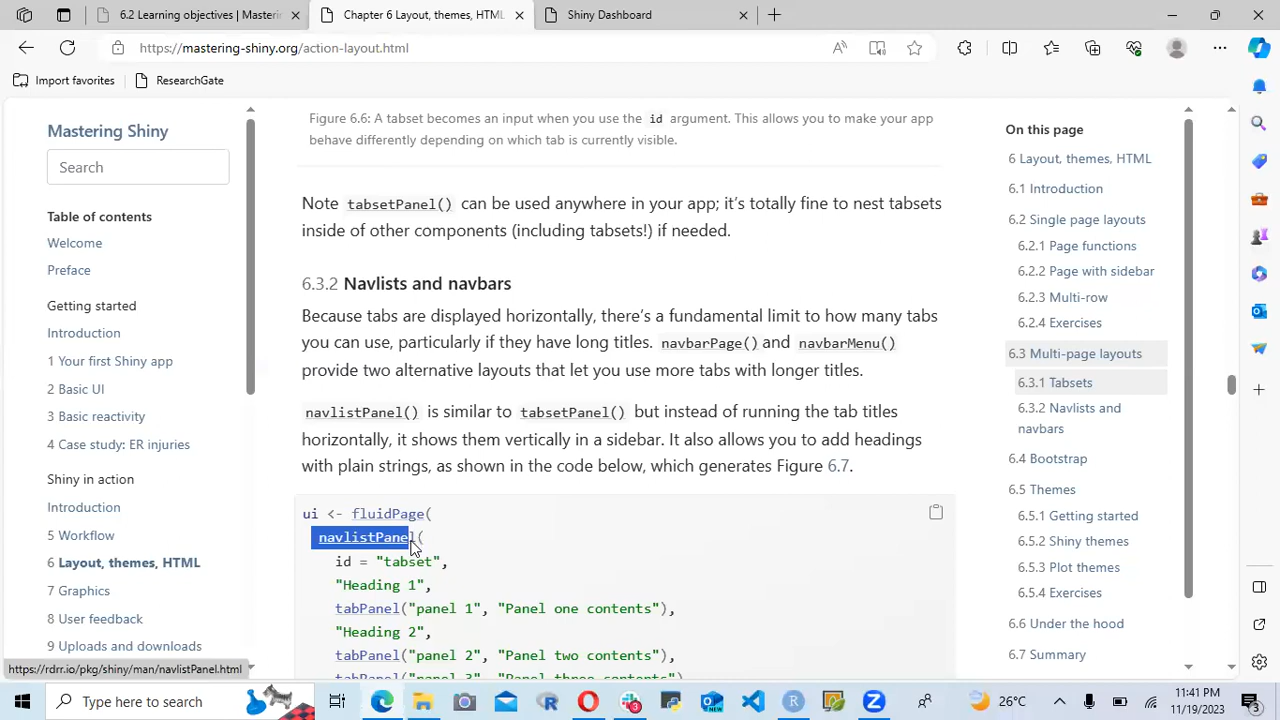 6.2 Learning objectives | Masterin
Chapter 6 Layout, themes, HTML
Shiny Dashboard
https://mastering-shiny.org/action-layout.html
Import favorites
ResearchGate
Mastering Shiny
Search
Table of contents
Welcome
Preface
Getting started
Introduction
1 Your first Shiny app
2 Basic UI
3 Basic reactivity
4 Case study: ER injuries
Shiny in action
Introduction
5 Workflow
6 Layout, themes, HTML
7 Graphics
8 User feedback
9 Uploads and downloads
https://rdrr.io/pkg/shiny/man/navlistPanel.html
Figure 6.6: A tabset becomes an input when you use the id argument. This allows you to make your app
behave differently depending on which tab is currently visible.
Note tabsetPanel() can be used anywhere in your app; it's totally fine to nest tabsets
inside of other components (including tabsets!) if needed.
6.3.2 Navlists and navbars
Because tabs are displayed horizontally, there's a fundamental limit to how many tabs
you can use, particularly if they have long titles. navbarPage() and navbarMenu()
provide two alternative layouts that let you use more tabs with longer titles.
navlistPanel() is similar to tabsetPanel() but instead of running the tab titles
horizontally, it shows them vertically in a sidebar. It also allows you to add headings
with plain strings, as shown in the code below, which generates Figure 6.7.
ui <- fluidPage(
navlistPanel(
id = "tabset",
"Heading 1",
tabPanel("panel 1", "Panel one contents"),
"Heading 2",
tabPanel("panel 2", "Panel two contents"),
tabPanel("panel 3", "Panel three contents")
On this page
6 Layout, themes, HTML
6.1 Introduction
6.2 Single page layouts
6.2.1 Page functions
6.2.2 Page with sidebar
6.2.3 Multi-row
6.2.4 Exercises
6.3 Multi-page layouts
6.3.1 Tabsets
6.3.2 Navlists and
navbars
6.4 Bootstrap
6.5 Themes
6.5.1 Getting started
6.5.2 Shiny themes
6.5.3 Plot themes
6.5.4 Exercises
6.6 Under the hood
6.7 Summary
Type here to search
26°C
11:41 PM
11/19/2023